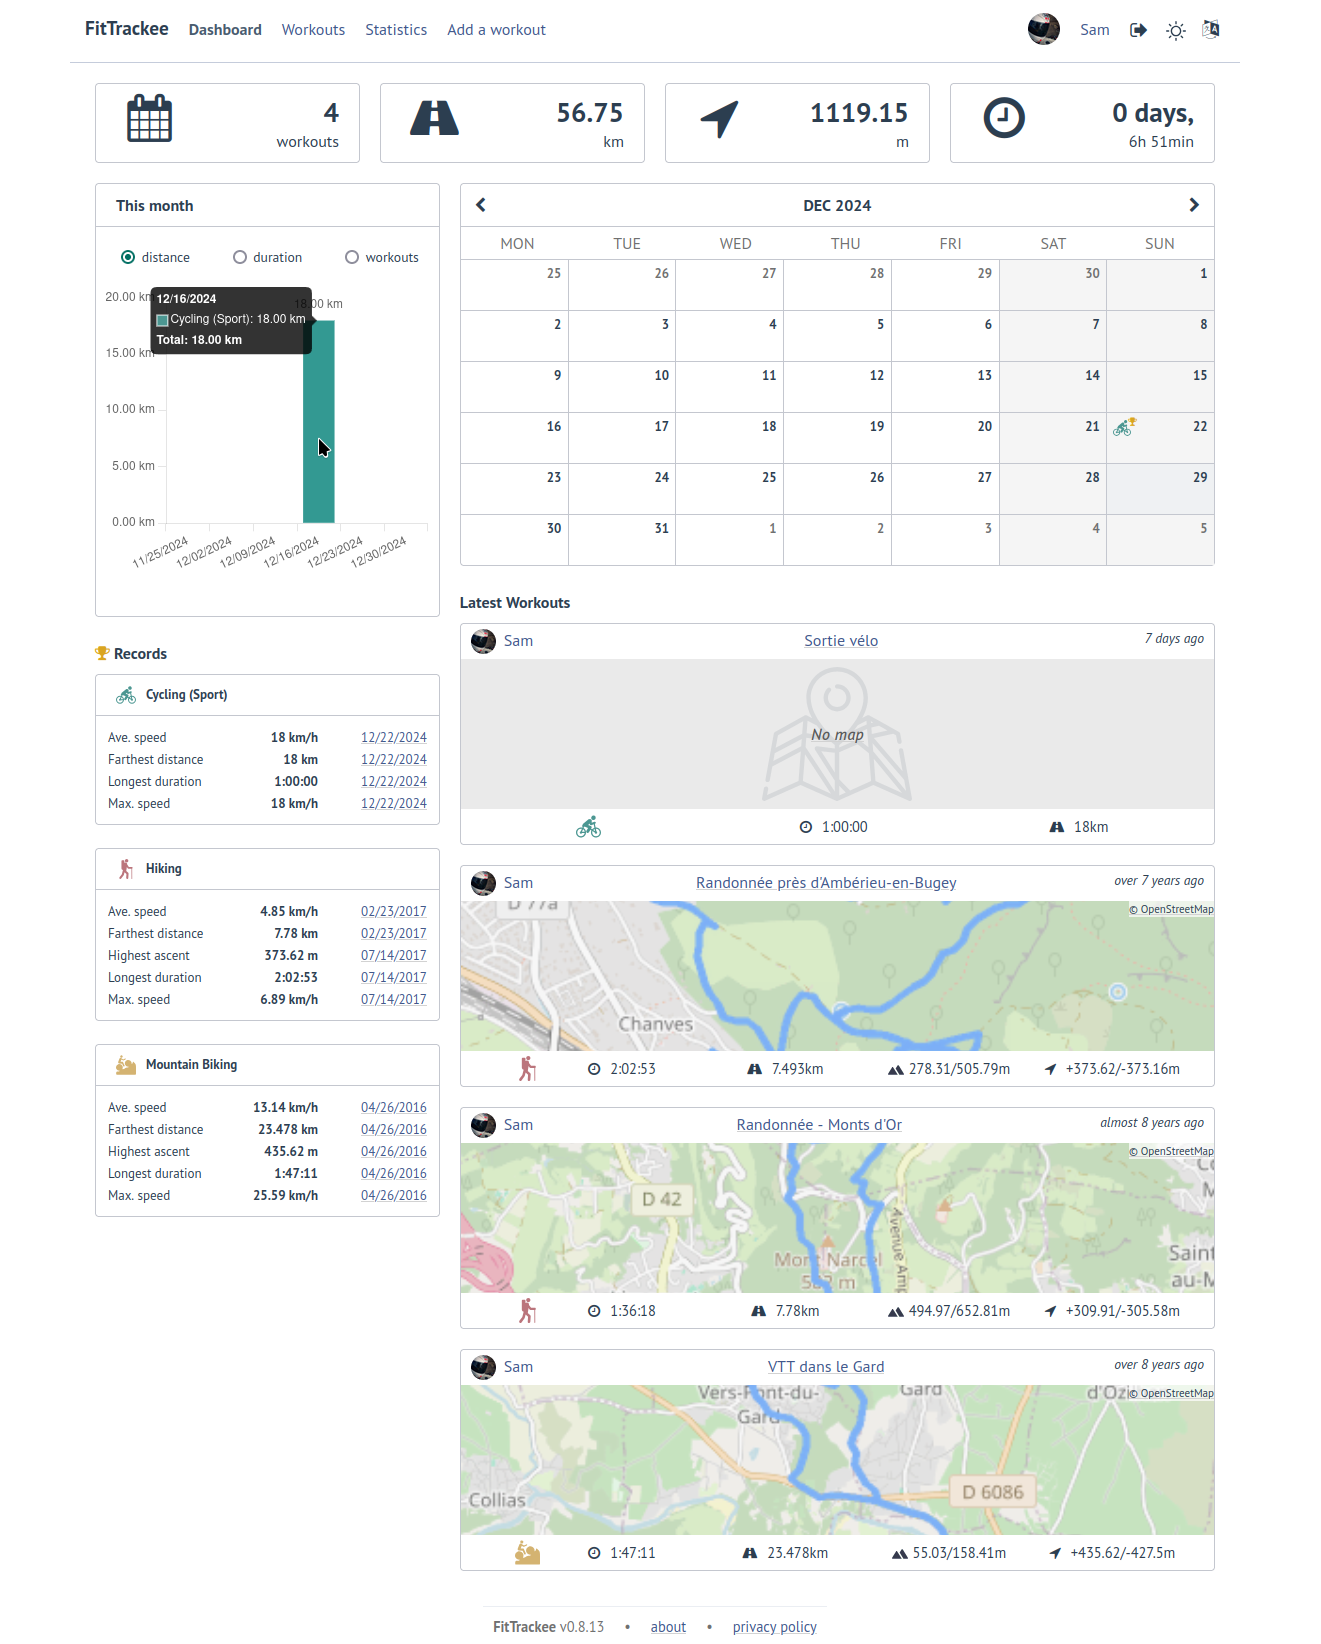 FitTrackee Dashboard Workouts Statistics Add a workout Sam
4
workouts
56.75
km
1119.15
m
0 days,
6h 51min
This month
distance duration workouts
20.00 km
15.00 km
10.00 km
5.00 km
0.00 km
18.00 km
12/16/2024
Cycling (Sport): 18.00 km
Total: 18.00 km
11/25/2024 12/02/2024 12/09/2024 12/16/2024 12/23/2024 12/30/2024
DEC 2024
MON TUE WED THU FRI SAT SUN
25 26 27 28 29 30 1
2 3 4 5 6 7 8
9 10 11 12 13 14 15
16 17 18 19 20 21 22
23 24 25 26 27 28 29
30 31 1 2 3 4 5
Records
Cycling (Sport)
Ave. speed 18 km/h 12/22/2024
Farthest distance 18 km 12/22/2024
Longest duration 1:00:00 12/22/2024
Max. speed 18 km/h 12/22/2024
Hiking
Ave. speed 4.85 km/h 02/23/2017
Farthest distance 7.78 km 02/23/2017
Highest ascent 373.62 m 07/14/2017
Longest duration 2:02:53 07/14/2017
Max. speed 6.89 km/h 07/14/2017
Mountain Biking
Ave. speed 13.14 km/h 04/26/2016
Farthest distance 23.478 km 04/26/2016
Highest ascent 435.62 m 04/26/2016
Longest duration 1:47:11 04/26/2016
Max. speed 25.59 km/h 04/26/2016
Latest Workouts
Sam Sortie vélo 7 days ago
No map
1:00:00 18km
Sam Randonnée près d'Ambérieu-en-Bugey over 7 years ago
D 77a
© OpenStreetMap
Chanves
2:02:53 7.493km 278.31/505.79m +373.62/-373.16m
Sam Randonnée - Monts d'Or almost 8 years ago
© OpenStreetMap
D 42
Avenue Amp
Mont Narcel
Saint
au-M
1:36:18 7.78km 494.97/652.81m +309.91/-305.58m
Sam VTT dans le Gard over 8 years ago
Vers-Pont-du-
Gard
Gard
d'Ozi
© OpenStreetMap
D 6086
Collias
1:47:11 23.478km 55.03/158.41m +435.62/-427.5m
FitTrackee v0.8.13 • about • privacy policy